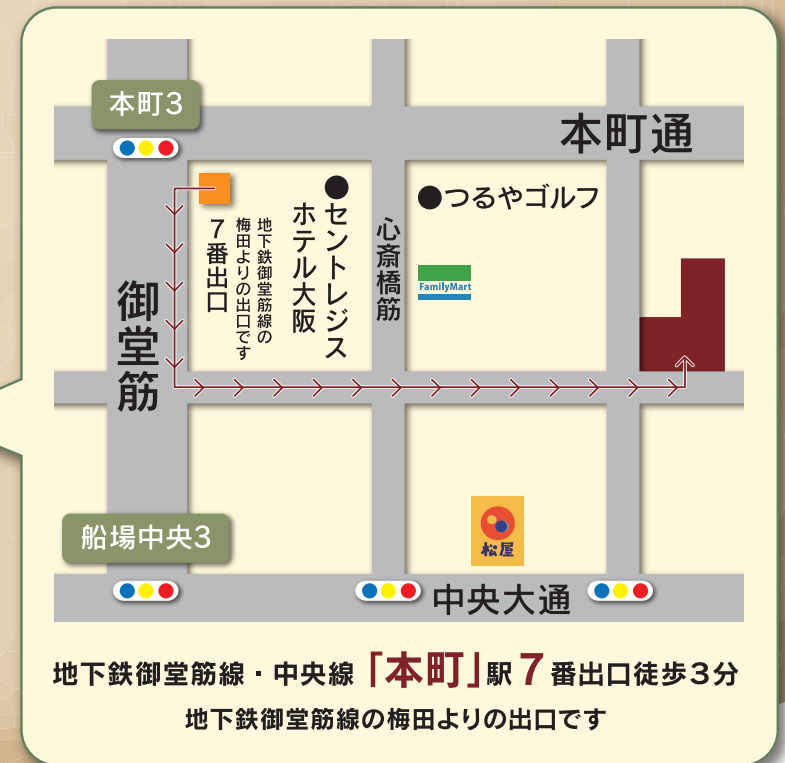 本町3
本町通
つるやゴルフ
セントレジス
ホテル大阪
地下鉄御堂筋線の
梅田よりの出口です
7番出口
心斎橋筋
FamilyMart
御堂筋
松屋
船場中央3
中央大通
地下鉄御堂筋線・中央線「本町」駅7番出口徒歩3分
地下鉄御堂筋線の梅田よりの出口です